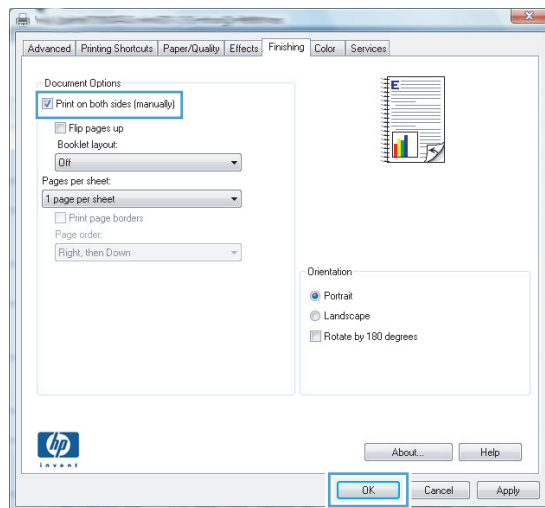 Advanced Printing Shortcuts Paper/Quality Effects Finishing Color Services
Document Options
Print on both sides (manually)
Flip pages up
Booklet layout:
Off
Pages per sheet:
1 page per sheet
Print page borders
Page order:
Right, then Down
E
Orientation
Portrait
Landscape
Rotate by 180 degrees
hp
invent
About... Help
OK Cancel Apply